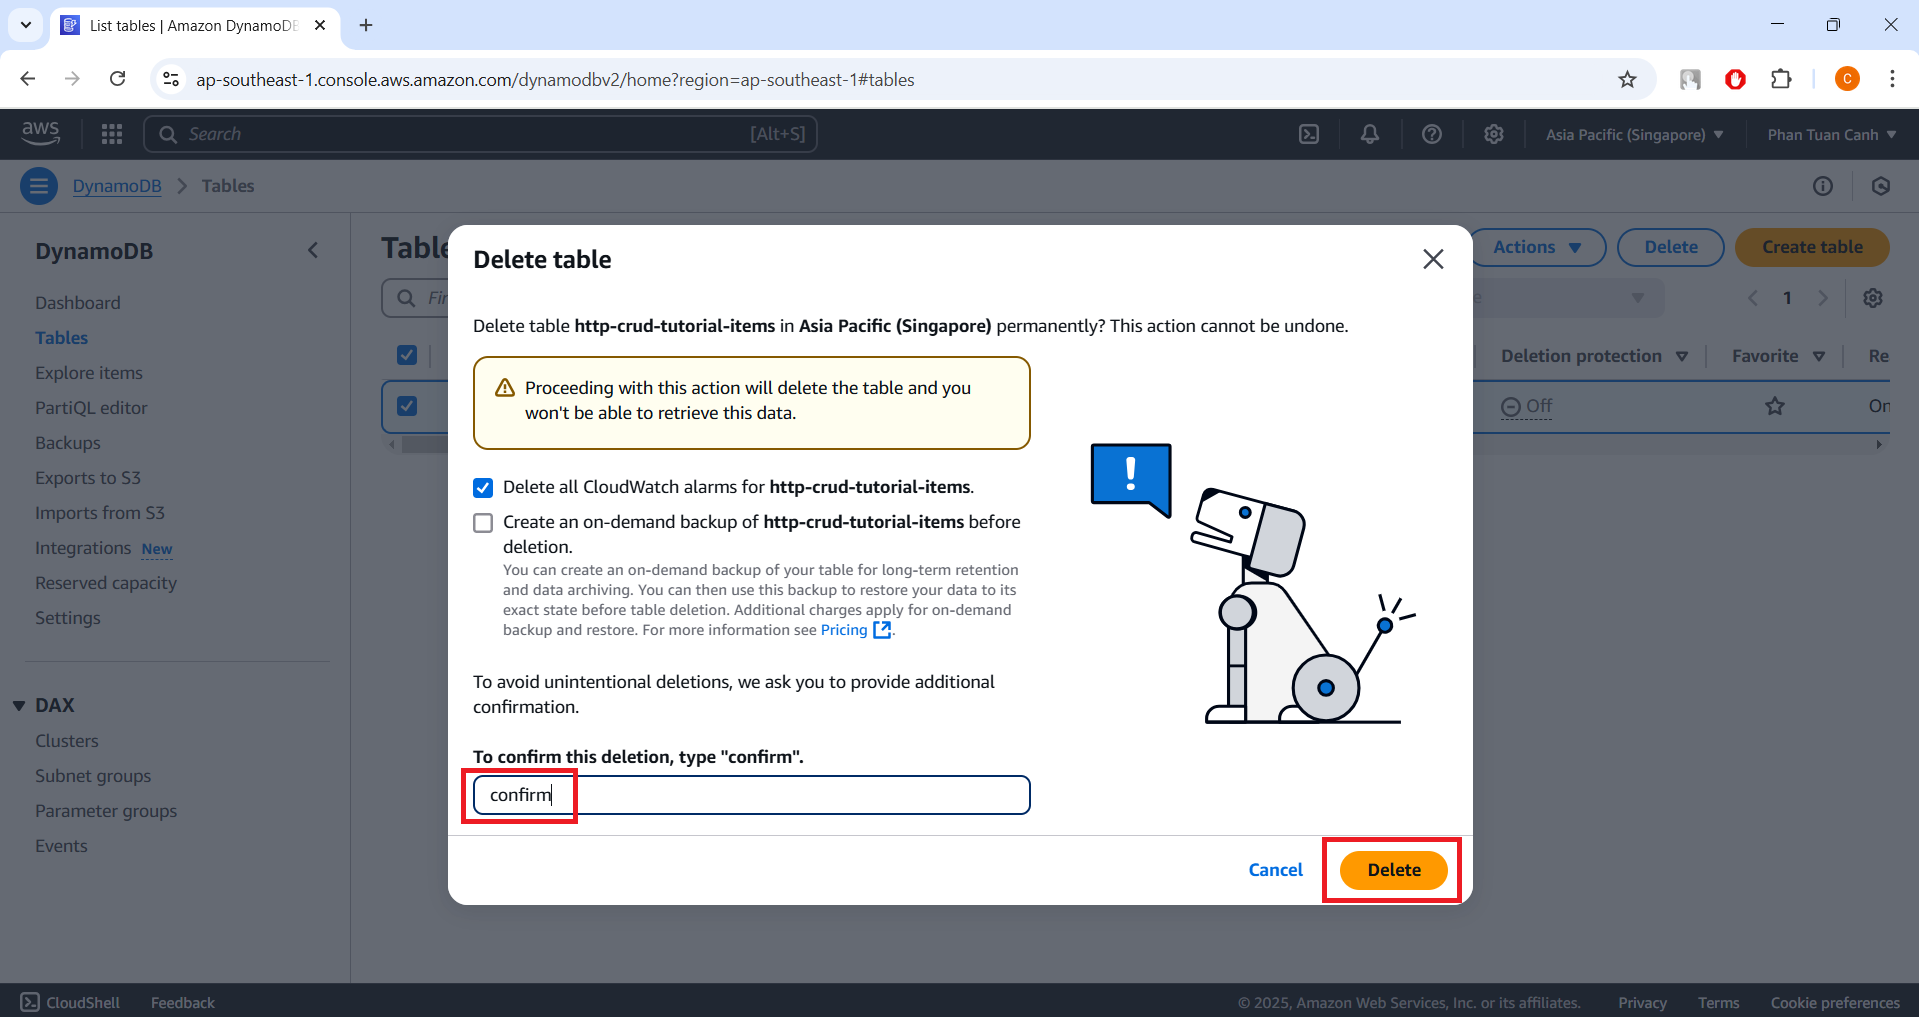 List tables | Amazon DynamoDB
ap-southeast-1.console.aws.amazon.com/dynamodbv2/home?region=ap-southeast-1#tables
C
aws
Search
[Alt+S]
Asia Pacific (Singapore)
Phan Tuan Canh
DynamoDB
Tables
DynamoDB
Dashboard
Tables
Explore items
PartiQL editor
Backups
Exports to S3
Imports from S3
Integrations New
Reserved capacity
Settings
DAX
Clusters
Subnet groups
Parameter groups
Events
Table
Actions
Delete
Create table
1
Deletion protection
Favorite
Re
Off
On
Delete table
Delete table http-crud-tutorial-items in Asia Pacific (Singapore) permanently? This action cannot be undone.
Proceeding with this action will delete the table and you
won't be able to retrieve this data.
Delete all CloudWatch alarms for http-crud-tutorial-items.
Create an on-demand backup of http-crud-tutorial-items before
deletion.
You can create an on-demand backup of your table for long-term retention
and data archiving. You can then use this backup to restore your data to its
exact state before table deletion. Additional charges apply for on-demand
backup and restore. For more information see Pricing.
!
To avoid unintentional deletions, we ask you to provide additional
confirmation.
To confirm this deletion, type "confirm".
confirm
Cancel
Delete
CloudShell
Feedback
© 2025, Amazon Web Services, Inc. or its affiliates.
Privacy
Terms
Cookie preferences